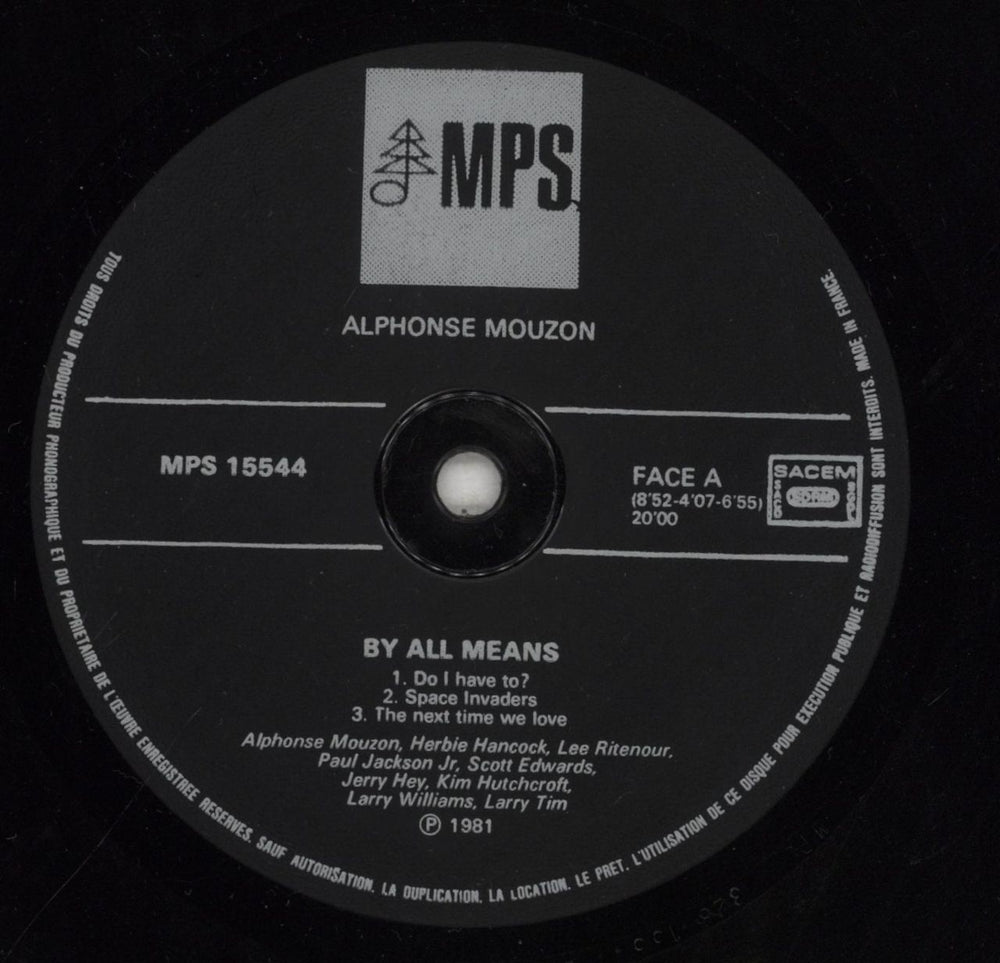 MPS
ALPHONSE MOUZON
MPS 15544
FACE A
(8'52-4'07-6'55)
20'00
SACEM
SACD
SDRM
SGDL
BY ALL MEANS
1. Do I have to?
2. Space Invaders
3. The next time we love
Alphonse Mouzon, Herbie Hancock, Lee Ritenour,
Paul Jackson Jr, Scott Edwards,
Jerry Hey, Kim Hutchcroft,
Larry Williams, Larry Tim
Ⓟ 1981
TOUS DROITS DU PRODUCTEUR PHONOGRAPHIQUE ET DU PROPRIETAIRE DE L'ŒUVRE ENREGISTREE RESERVES. SAUF AUTORISATION, LA DUPLICATION, LA LOCATION, LE PRET, L'UTILISATION DE CE DISQUE POUR EXECUTION PUBLIQUE ET RADIODIFFUSION SONT INTERDITS. MADE IN FRANCE.